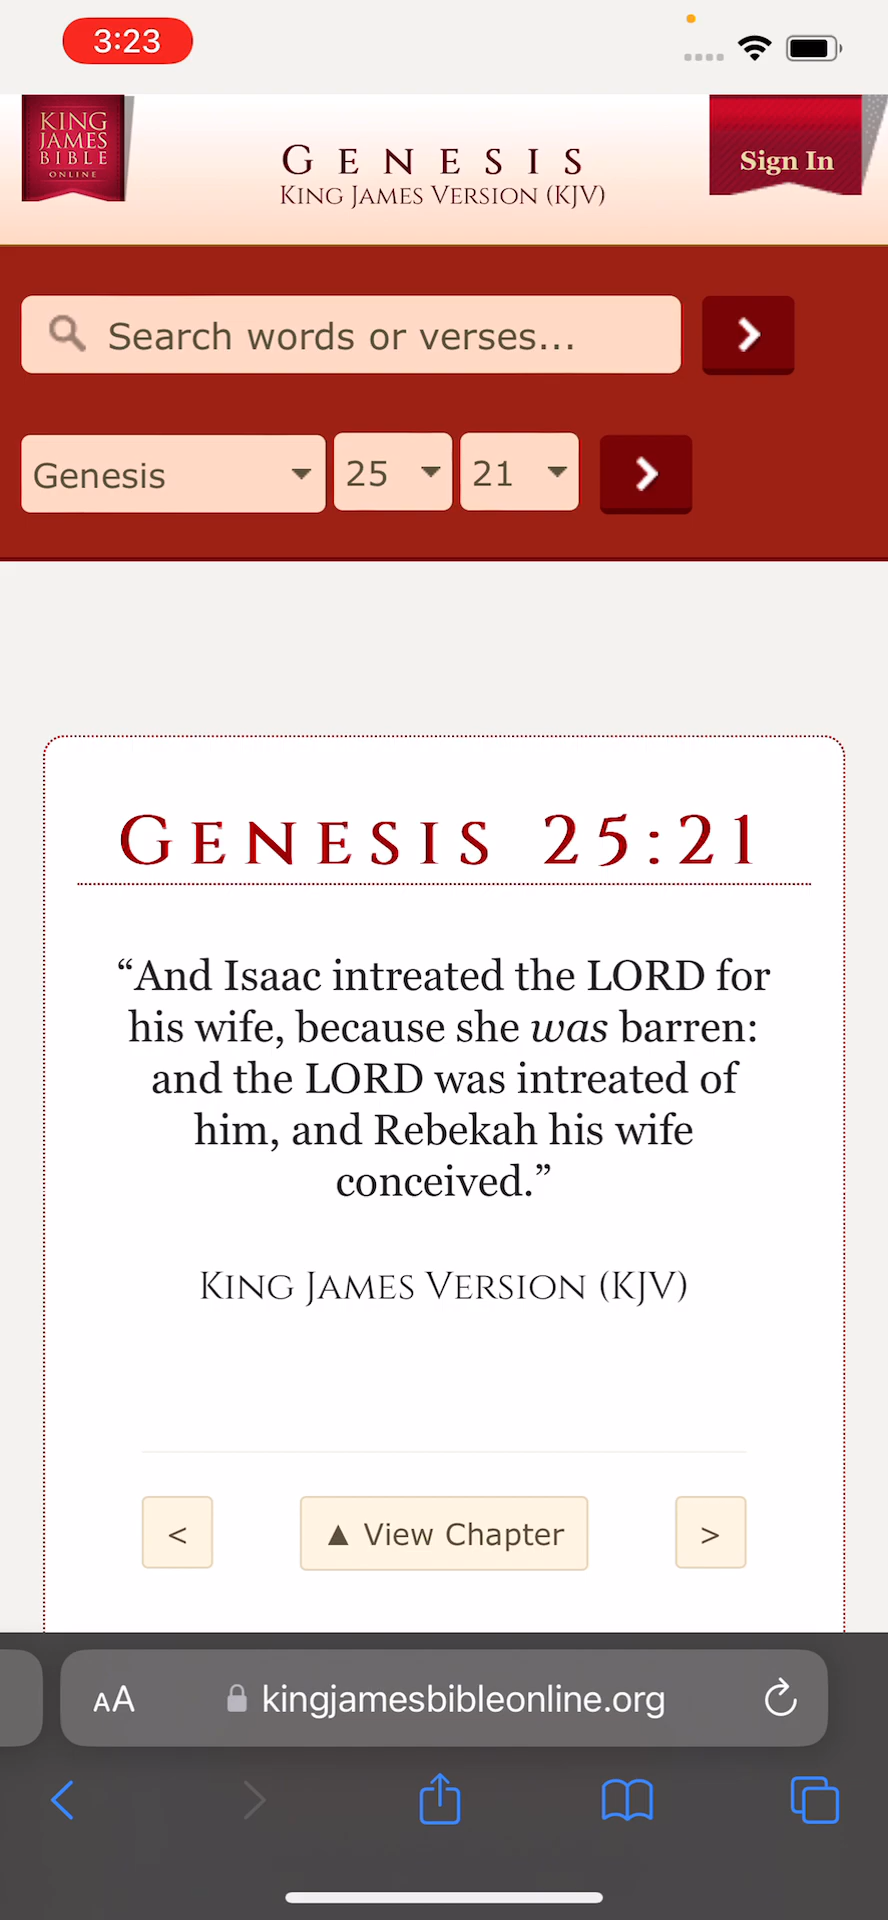 3:23
KING
JAMES
BIBLE
ONLINE
GENESIS
KING JAMES VERSION (KJV)
Sign In
Search words or verses...
Genesis
25
21
GENESIS 25:21
“And Isaac intreated the LORD for
his wife, because she was barren:
and the LORD was intreated of
him, and Rebekah his wife
conceived.”
KING JAMES VERSION (KJV)
<
▲ View Chapter
>
AA
kingjamesbibleonline.org